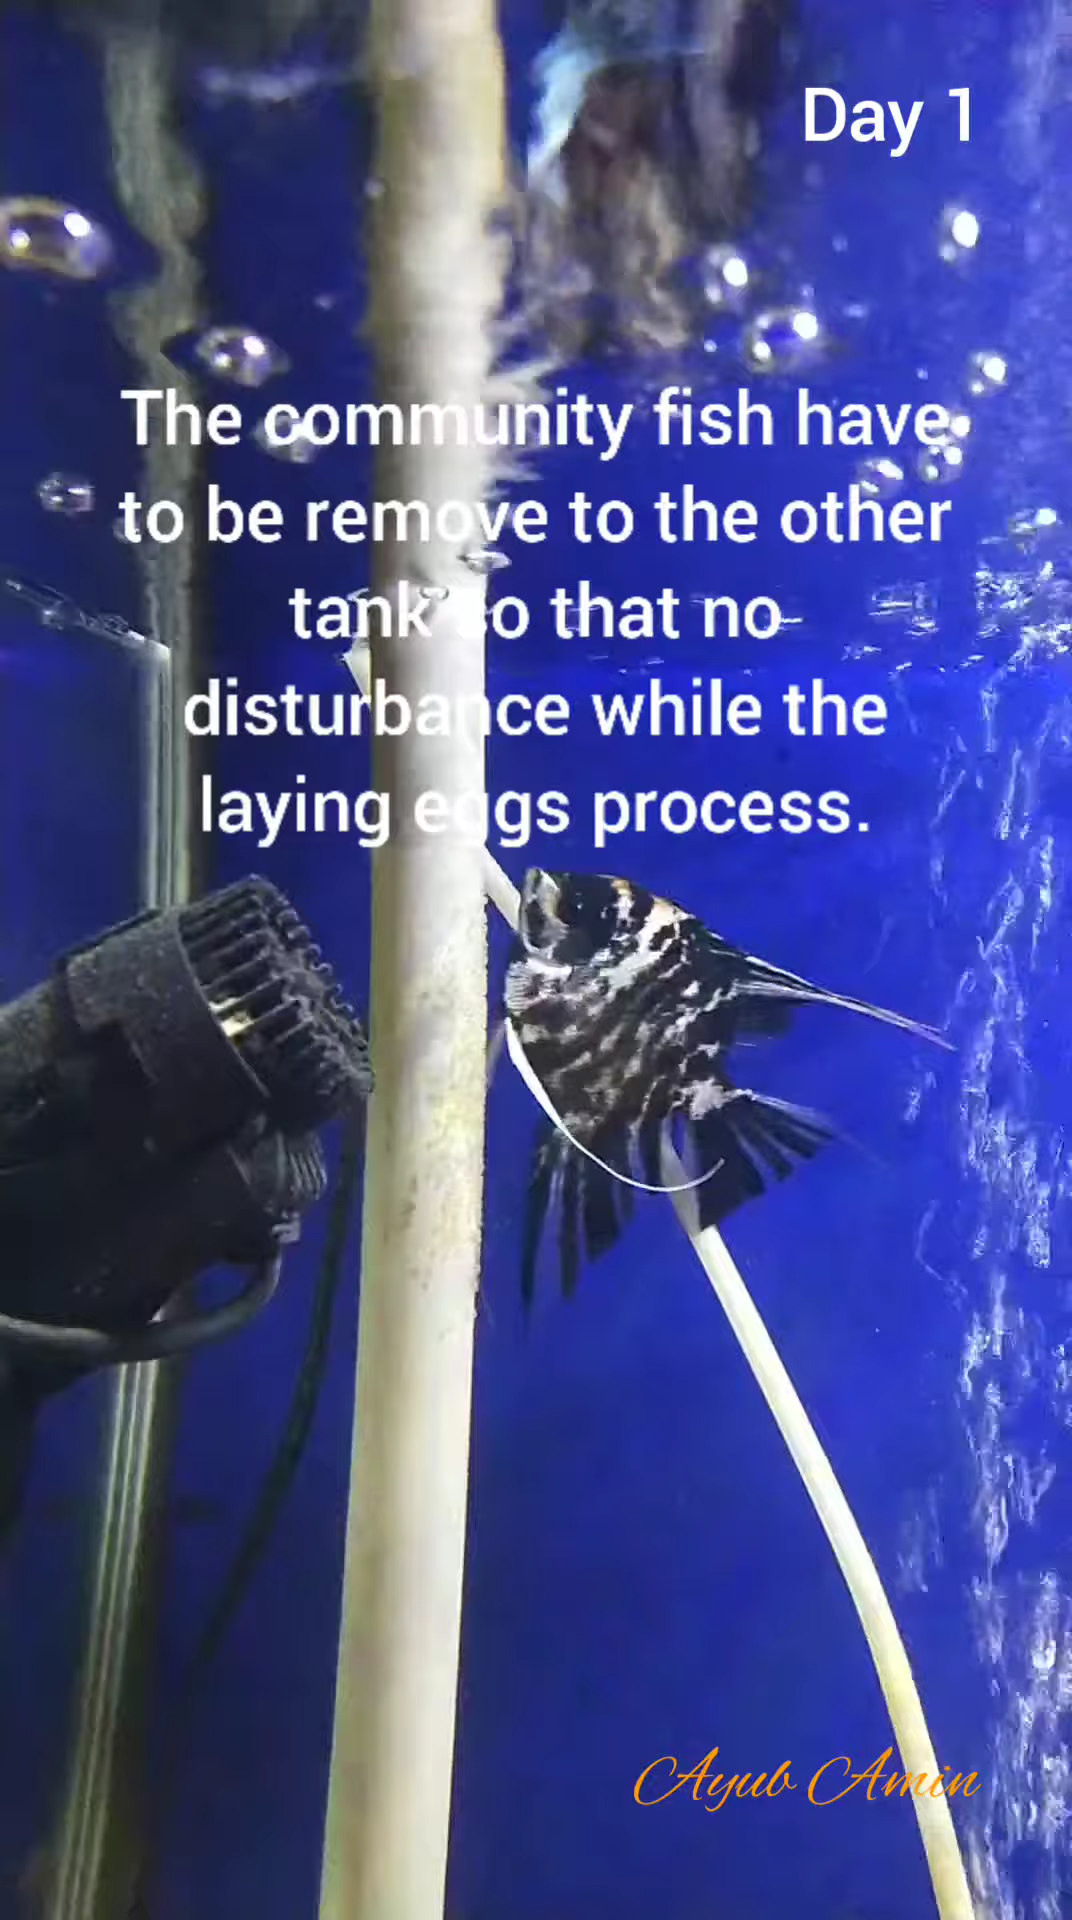 Day 1
The community fish have
to be remove to the other
tank so that no
disturbance while the
laying eggs process.
Ayub Amin